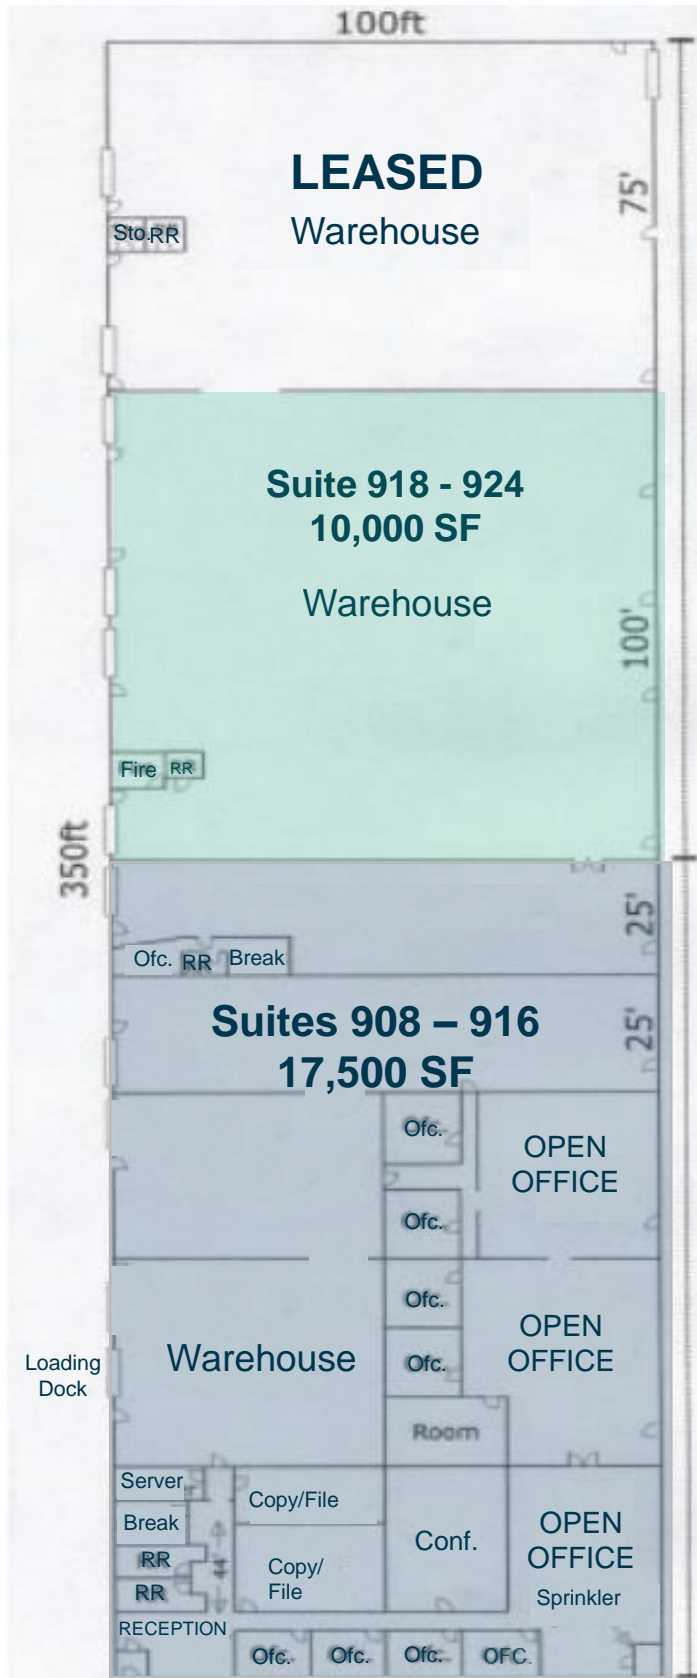 100ft
LEASED
75'
Warehouse
Sto. RR
Suite 918 - 924
10,000 SF
Warehouse
100'
Fire RR
350ft
25'
Ofc. RR Break
Suites 908 – 916
17,500 SF
25'
Ofc.
OPEN
OFFICE
Ofc.
Ofc.
OPEN
OFFICE
Warehouse
Loading
Dock
Ofc.
Room
Server
Copy/File
Break
OPEN
OFFICE
Conf.
RR
44'
Copy/
File
RR
Sprinkler
RECEPTION
Ofc. Ofc. Ofc. OFC.